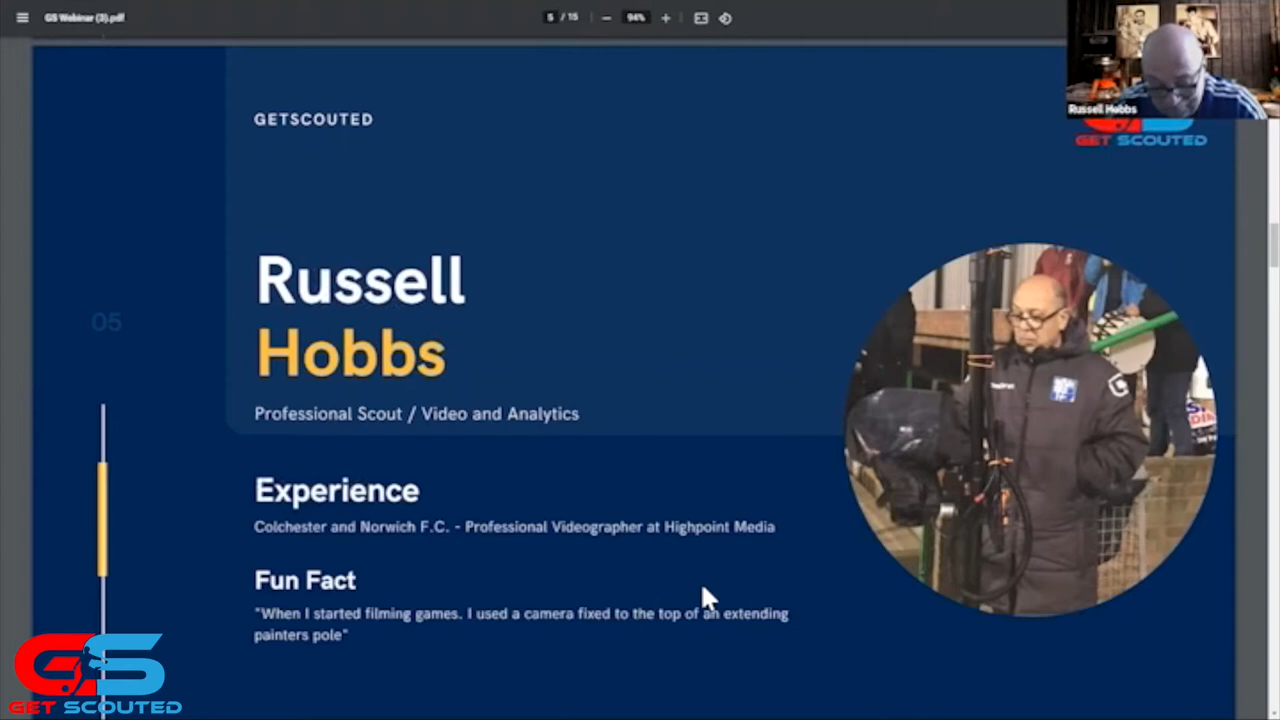 GS Webinar (3).pdf
5 / 15
94%
Russell Hobbs
GETSCOUTED
GS
GET SCOUTED
Russell
Hobbs
05
Professional Scout / Video and Analytics
Experience
Colchester and Norwich F.C. - Professional Videographer at Highpoint Media
Fun Fact
"When I started filming games. I used a camera fixed to the top of an extending
painters pole"
GS
GET SCOUTED